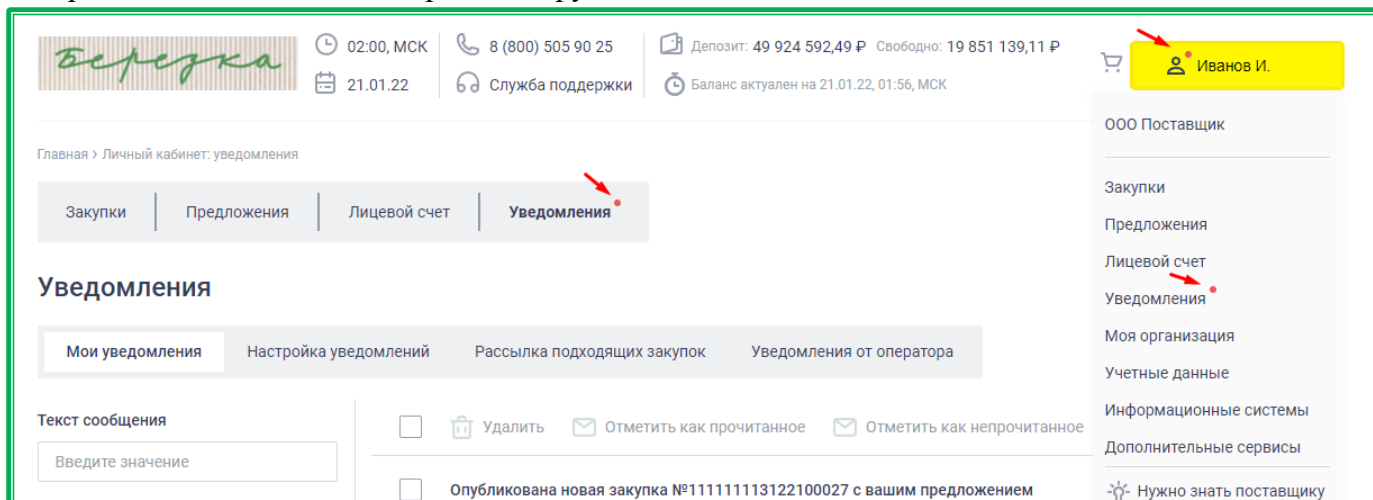 Березка
02:00, МСК
8 (800) 505 90 25
Депозит: 49 924 592,49 ₽ Свободно: 19 851 139,11 ₽
Иванов И.
21.01.22
Служба поддержки
Баланс актуален на 21.01.22, 01:56, МСК
ООО Поставщик
Главная > Личный кабинет: уведомления
Закупки
Предложения
Лицевой счет
Уведомления
Закупки
Предложения
Лицевой счет
Уведомления
Моя организация
Учетные данные
Информационные системы
Дополнительные сервисы
Нужно знать поставщику
Уведомления
Мои уведомления
Настройка уведомлений
Рассылка подходящих закупок
Уведомления от оператора
Текст сообщения
Введите значение
Удалить
Отметить как прочитанное
Отметить как непрочитанное
Опубликована новая закупка №111111113122100027 с вашим предложением